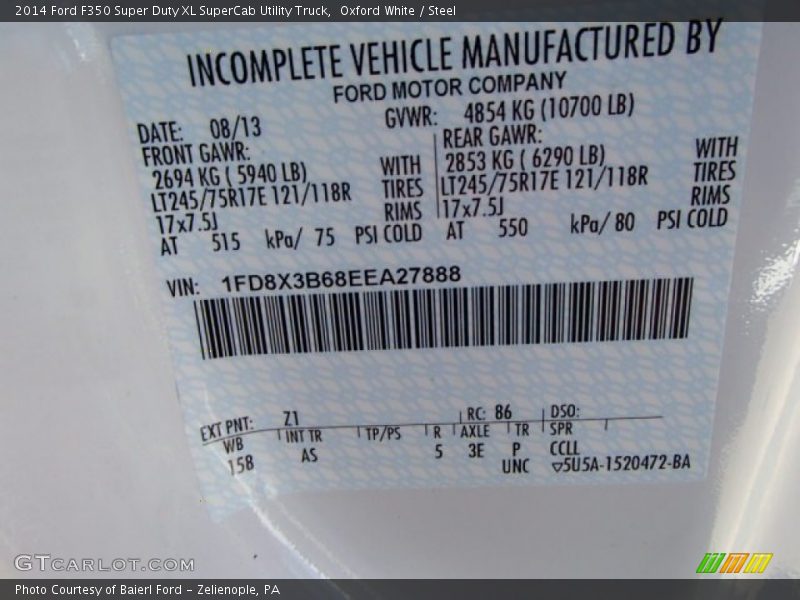 2014 Ford F350 Super Duty XL SuperCab Utility Truck,  Oxford White / Steel
INCOMPLETE VEHICLE MANUFACTURED BY
FORD MOTOR COMPANY
DATE: 08/13 GVWR: 4854 KG (10700 LB)
FRONT GAWR: REAR GAWR:
2694 KG ( 5940 LB) WITH 2853 KG ( 6290 LB) WITH
LT245/75R17E 121/118R TIRES LT245/75R17E 121/118R TIRES
17x7.5J RIMS 17x7.5J RIMS
AT 515 kPa/ 75 PSI COLD AT 550 kPa/ 80 PSI COLD
VIN: 1FD8X3B68EEA27888
EXT PNT: Z1 RC: 86 DSO:
WB INT TR TP/PS R AXLE TR SPR
158 AS 5 3E P CCLL
UNC ▽5U5A-1520472-BA
GTCarLot.com
Photo Courtesy of Baierl Ford - Zelienople, PA